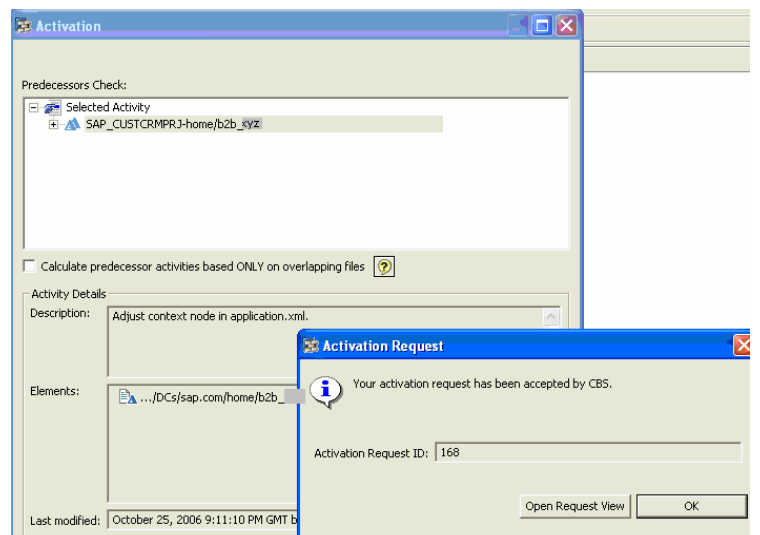 Activation
Predecessors Check:
Selected Activity
SAP_CUSTCRMPRJ-home/b2b_xyz
Calculate predecessor activities based ONLY on overlapping files
Activity Details
Description: Adjust context node in application.xml.
Activation Request
Your activation request has been accepted by CBS.
Elements: .../DCs/sap.com/home/b2b_
Activation Request ID: 168
Open Request View OK
Last modified: October 25, 2006 9:11:10 PM GMT b